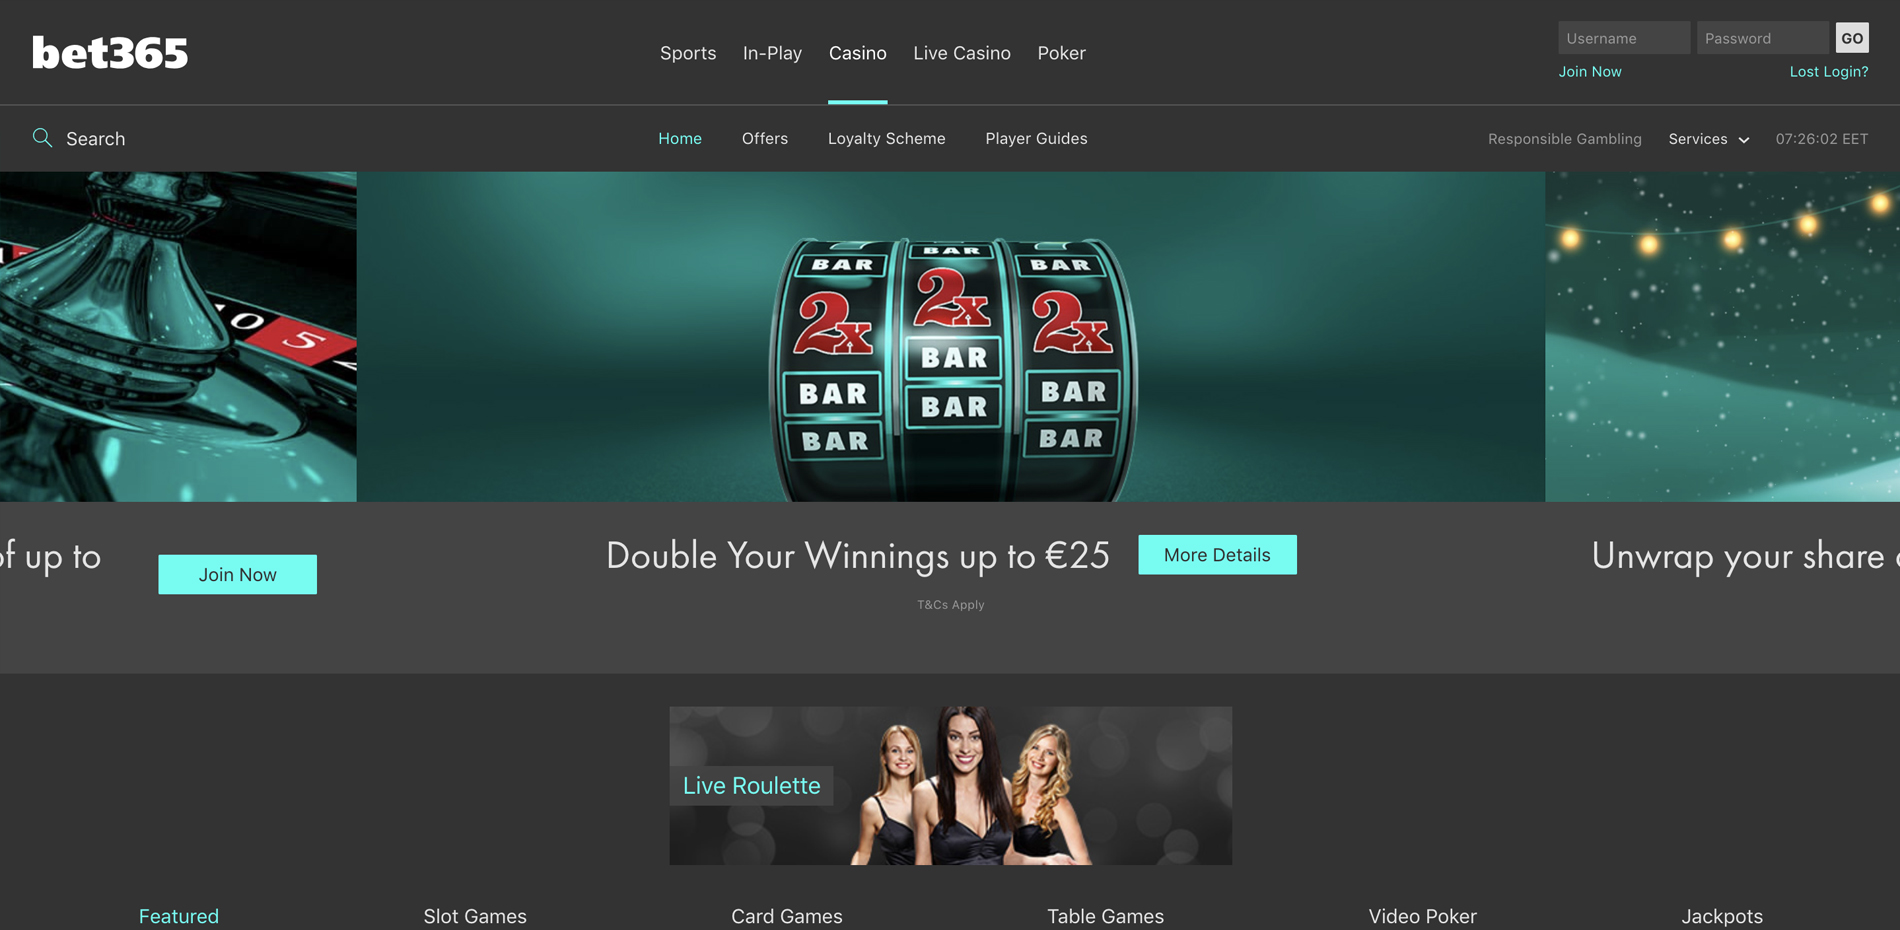 bet365
Sports In-Play Casino Live Casino Poker
Username Password GO
Join Now Lost Login?
Search
Home Offers Loyalty Scheme Player Guides
Responsible Gambling Services 07:26:02 EET
10 5
BAR BAR BAR
2x 2x 2x
BAR BAR BAR
BAR BAR BAR
of up to
Join Now
Double Your Winnings up to €25
More Details
T&Cs Apply
Unwrap your share
Live Roulette
Featured Slot Games Card Games Table Games Video Poker Jackpots